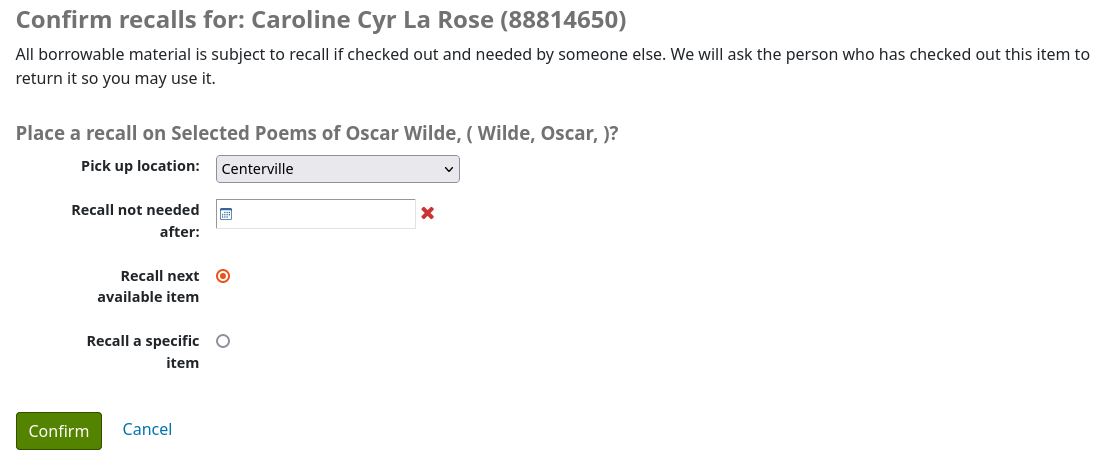 Confirm recalls for: Caroline Cyr La Rose (88814650)
All borrowable material is subject to recall if checked out and needed by someone else. We will ask the person who has checked out this item to
return it so you may use it.
Place a recall on Selected Poems of Oscar Wilde, ( Wilde, Oscar, )?
Pick up location:
Centerville
Recall not needed
after:
Recall next
available item
Recall a specific
item
Confirm
Cancel